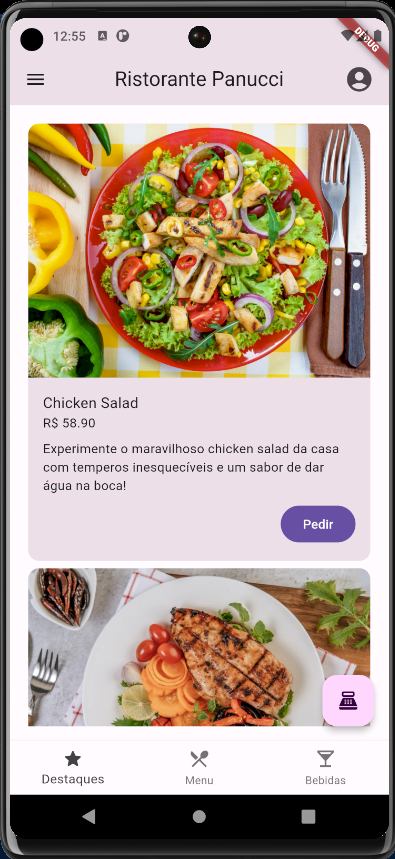 12:55
DEBUG
Ristorante Panucci
Chicken Salad
R$ 58.90
Experimente o maravilhoso chicken salad da casa
com temperos inesquecíveis e um sabor de dar
água na boca!
Pedir
Destaques
Menu
Bebidas